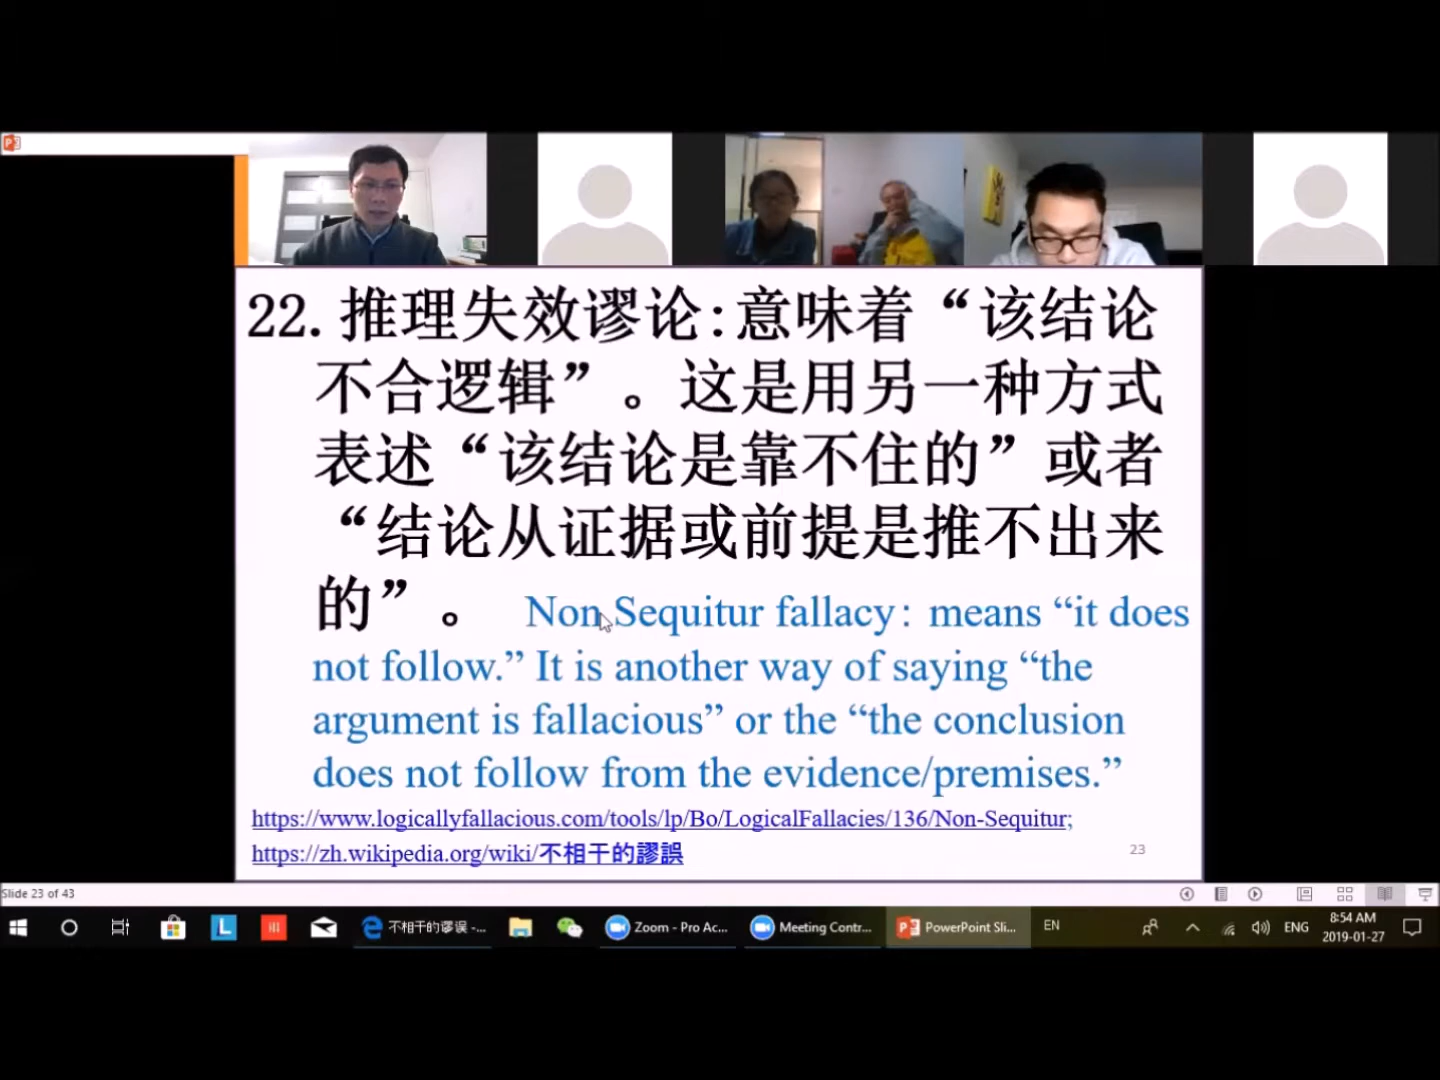 22. 推理失效谬论:意味着“该结论
不合逻辑”。这是用另一种方式
表述“该结论是靠不住的”或者
“结论从证据或前提是推不出来
的”。 Non Sequitur fallacy: means “it does
not follow.” It is another way of saying “the
argument is fallacious” or the “the conclusion
does not follow from the evidence/premises.”
https://www.logicallyfallacious.com/tools/lp/Bo/LogicalFallacies/136/Non-Sequitur;
https://zh.wikipedia.org/wiki/不相干的謬誤
23
Slide 23 of 43
不相干的谬误 -...
Zoom - Pro Ac...
Meeting Contr...
PowerPoint Sli...
EN
ENG
8:54 AM
2019-01-27